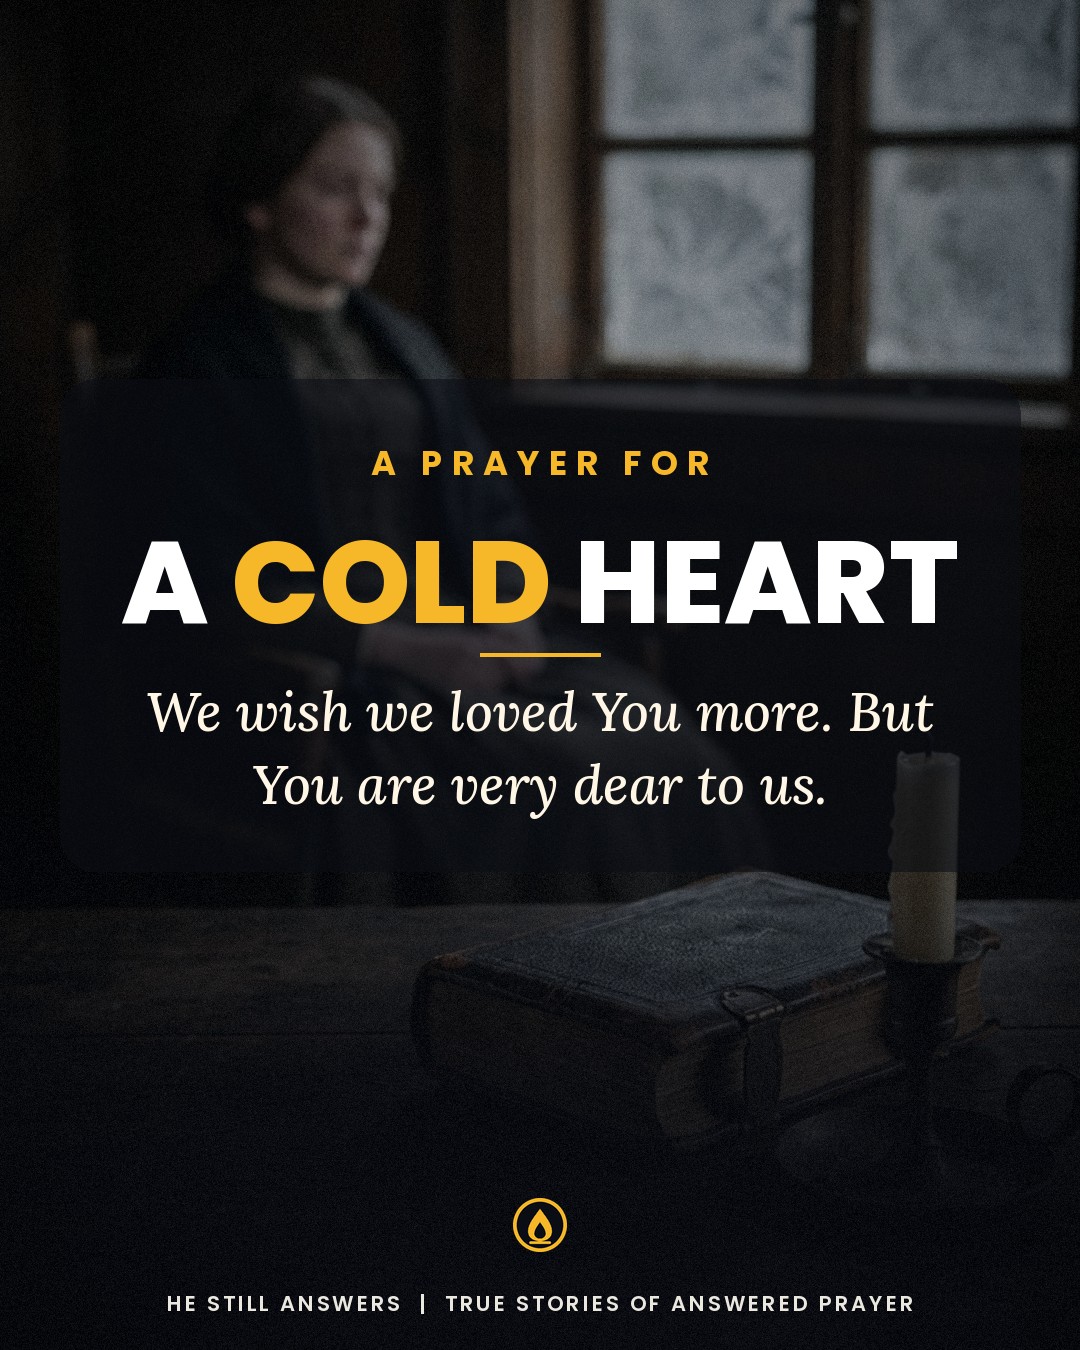 A PRAYER FOR
A COLD HEART
We wish we loved You more. But
You are very dear to us.
HE STILL ANSWERS | TRUE STORIES OF ANSWERED PRAYER